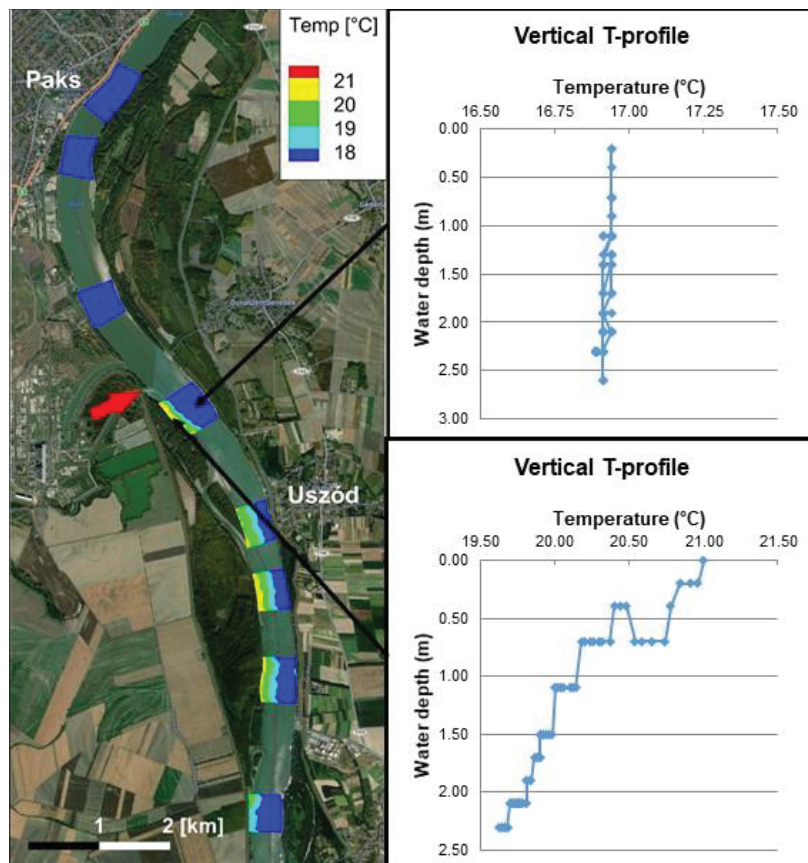 Paks
Temp [°C]
21
20
19
18
Uszód
1 2 [km]
Vertical T-profile
Temperature (°C)
16.50 16.75 17.00 17.25 17.50
Water depth (m)
0.00
0.50
1.00
1.50
2.00
2.50
3.00
Vertical T-profile
Temperature (°C)
19.50 20.00 20.50 21.00 21.50
Water depth (m)
0.00
0.50
1.00
1.50
2.00
2.50